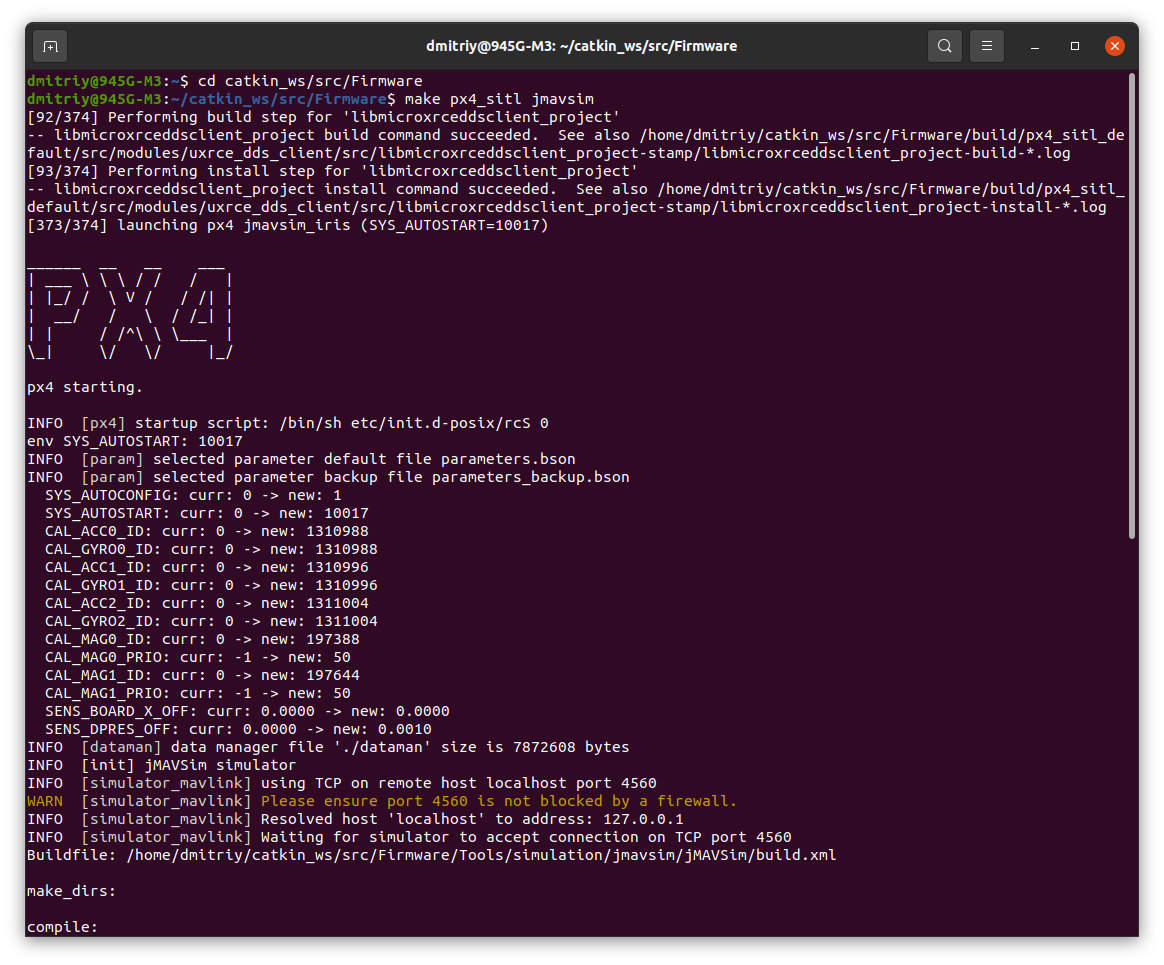 dmitriy@945G-M3: ~/catkin_ws/src/Firmware
dmitriy@945G-M3:~$ cd catkin_ws/src/Firmware
dmitriy@945G-M3:~/catkin_ws/src/Firmware$ make px4_sitl jmavsim
[92/374] Performing build step for 'libmicroxrceddsclient_project'
-- libmicroxrceddsclient_project build command succeeded.  See also /home/dmitriy/catkin_ws/src/Firmware/build/px4_sitl_de
fault/src/modules/uxrce_dds_client/src/libmicroxrceddsclient_project-stamp/libmicroxrceddsclient_project-build-*.log
[93/374] Performing install step for 'libmicroxrceddsclient_project'
-- libmicroxrceddsclient_project install command succeeded.  See also /home/dmitriy/catkin_ws/src/Firmware/build/px4_sitl_
default/src/modules/uxrce_dds_client/src/libmicroxrceddsclient_project-stamp/libmicroxrceddsclient_project-install-*.log
[373/374] launching px4 jmavsim_iris (SYS_AUTOSTART=10017)
______  __   __    ___
| ___ \ \ \ / /   /   |
| |_/ /  \ V /   / /| |
|  __/   /   \  / /_| |
| |     / /^\ \ \___  |
\_|     \/   \/     |_/
px4 starting.
INFO  [px4] startup script: /bin/sh etc/init.d-posix/rcS 0
env SYS_AUTOSTART: 10017
INFO  [param] selected parameter default file parameters.bson
INFO  [param] selected parameter backup file parameters_backup.bson
  SYS_AUTOCONFIG: curr: 0 -> new: 1
  SYS_AUTOSTART: curr: 0 -> new: 10017
  CAL_ACC0_ID: curr: 0 -> new: 1310988
  CAL_GYRO0_ID: curr: 0 -> new: 1310988
  CAL_ACC1_ID: curr: 0 -> new: 1310996
  CAL_GYRO1_ID: curr: 0 -> new: 1310996
  CAL_ACC2_ID: curr: 0 -> new: 1311004
  CAL_GYRO2_ID: curr: 0 -> new: 1311004
  CAL_MAG0_ID: curr: 0 -> new: 197388
  CAL_MAG0_PRIO: curr: -1 -> new: 50
  CAL_MAG1_ID: curr: 0 -> new: 197644
  CAL_MAG1_PRIO: curr: -1 -> new: 50
  SENS_BOARD_X_OFF: curr: 0.0000 -> new: 0.0000
  SENS_DPRES_OFF: curr: 0.0000 -> new: 0.0010
INFO  [dataman] data manager file './dataman' size is 7872608 bytes
INFO  [init] jMAVSim simulator
INFO  [simulator_mavlink] using TCP on remote host localhost port 4560
WARN  [simulator_mavlink] Please ensure port 4560 is not blocked by a firewall.
INFO  [simulator_mavlink] Resolved host 'localhost' to address: 127.0.0.1
INFO  [simulator_mavlink] Waiting for simulator to accept connection on TCP port 4560
Buildfile: /home/dmitriy/catkin_ws/src/Firmware/Tools/simulation/jmavsim/jMAVSim/build.xml
make_dirs:
compile: